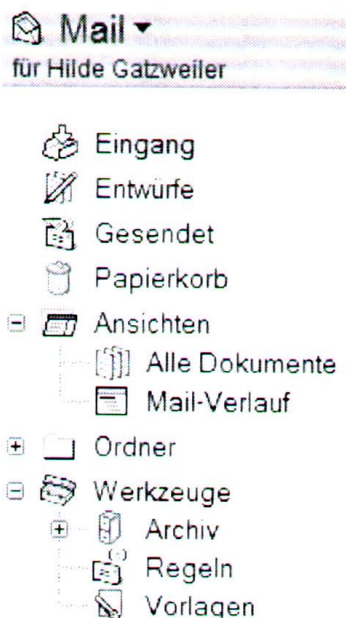 Mail
für Hilde Gatzweiler
Eingang
Entwürfe
Gesendet
Papierkorb
Ansichten
Alle Dokumente
Mail-Verlauf
Ordner
Werkzeuge
Archiv
Regeln
Vorlagen